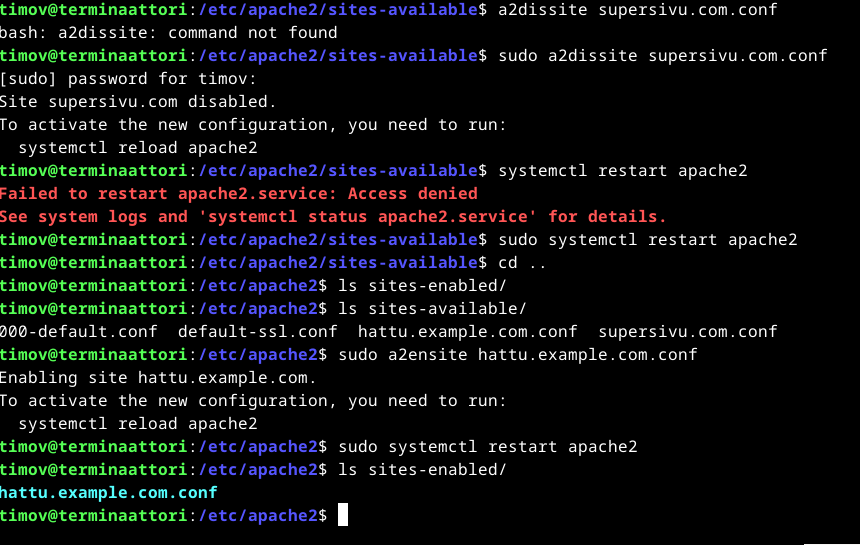 timov@terminaattori:/etc/apache2/sites-available$ a2dissite supersivu.com.conf
bash: a2dissite: command not found
timov@terminaattori:/etc/apache2/sites-available$ sudo a2dissite supersivu.com.conf
[sudo] password for timov:
Site supersivu.com disabled.
To activate the new configuration, you need to run:
  systemctl reload apache2
timov@terminaattori:/etc/apache2/sites-available$ systemctl restart apache2
Failed to restart apache2.service: Access denied
See system logs and 'systemctl status apache2.service' for details.
timov@terminaattori:/etc/apache2/sites-available$ sudo systemctl restart apache2
timov@terminaattori:/etc/apache2/sites-available$ cd ..
timov@terminaattori:/etc/apache2$ ls sites-enabled/
timov@terminaattori:/etc/apache2$ ls sites-available/
000-default.conf  default-ssl.conf  hattu.example.com.conf  supersivu.com.conf
timov@terminaattori:/etc/apache2$ sudo a2ensite hattu.example.com.conf
Enabling site hattu.example.com.
To activate the new configuration, you need to run:
  systemctl reload apache2
timov@terminaattori:/etc/apache2$ sudo systemctl restart apache2
timov@terminaattori:/etc/apache2$ ls sites-enabled/
hattu.example.com.conf
timov@terminaattori:/etc/apache2$